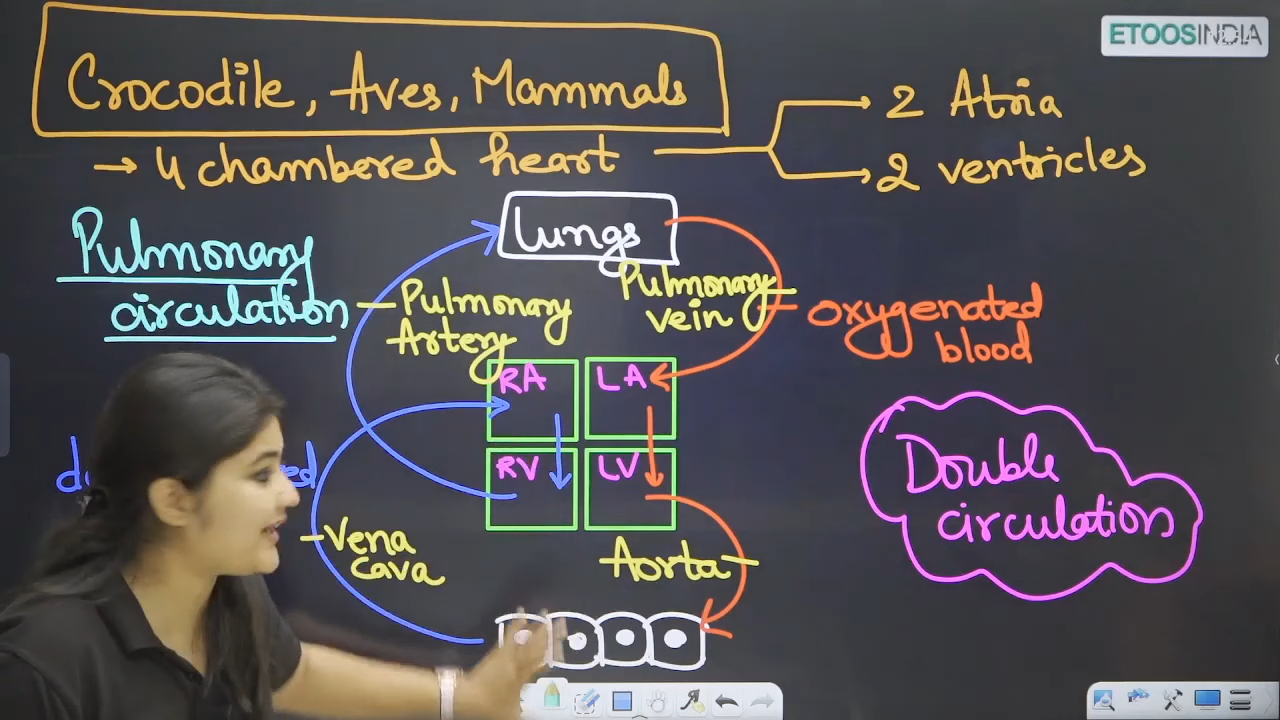 Crocodile, Aves, Mammals
→ 4 chambered heart
2 Atria
2 ventricles
ETOOSINDIA
Pulmonary
circulation
Lungs
Pulmonary
Artery
Pulmonary
vein
oxygenated
blood
RA
LA
RV
LV
Vena
cava
Aorta
Double
circulation